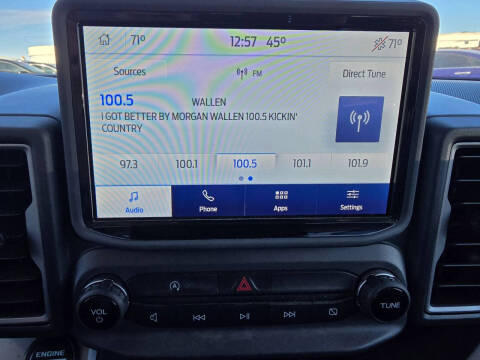 71° 12:57 45° 71°
Sources FM Direct Tune
100.5 WALLEN
I GOT BETTER BY MORGAN WALLEN 100.5 KICKIN'
COUNTRY
97.3 100.1 100.5 101.1 101.9
Audio Phone Apps Settings
VOL TUNE
ENGINE